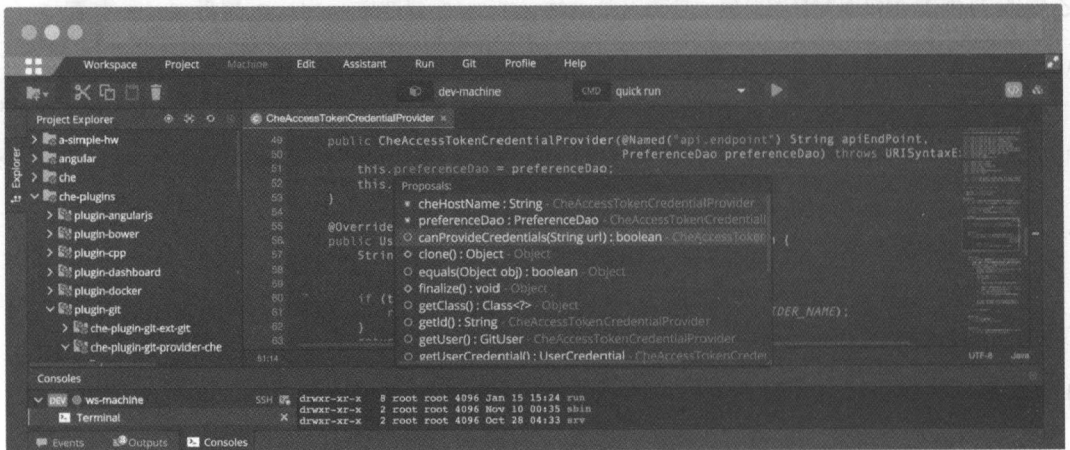 Workspace Project Machine Edit Assistant Run Git Profile Help
dev-machine CMD quick run
Project Explorer
CheAccessTokenCredentialProvider ×
Explorer
a-simple-hw
angular
che
che-plugins
plugin-angularjs
plugin-bower
plugin-cpp
plugin-dashboard
plugin-docker
plugin-git
che-plugin-git-ext-git
che-plugin-git-provider-che
49 public CheAccessTokenCredentialProvider(@Named("api.endpoint") String apiEndPoint,
50 PreferenceDao preferenceDao) throws URISyntaxE
51 this.preferenceDao = preferenceDao;
52 this.
53 }
54
55 @Override
56 public Us {
57 Strin
58
59
60 if (t
61 r IDER_NAME);
62 }
63
Proposals:
cheHostName : String - CheAccessTokenCredentialProvider
preferenceDao : PreferenceDao - CheAccessTokenCredentiall
canProvideCredentials(String url) : boolean - CheAccessToken
clone() : Object - Object
equals(Object obj) : boolean - Object
finalize() : void - Object
getClass() : Class<?> - Object
getId() : String - CheAccessTokenCredentialProvider
getUser() : GitUser - CheAccessTokenCredentialProvider
getUserCredential() : UserCredential - CheAccessTokenCreden
51:14 UTF-8 Java
Consoles
DEV ws-machine SSH
Terminal ×
drwxr-xr-x 8 root root 4096 Jan 15 15:24 run
drwxr-xr-x 2 root root 4096 Nov 10 00:35 sbin
drwxr-xr-x 2 root root 4096 Oct 28 04:33 srv
Events Outputs Consoles